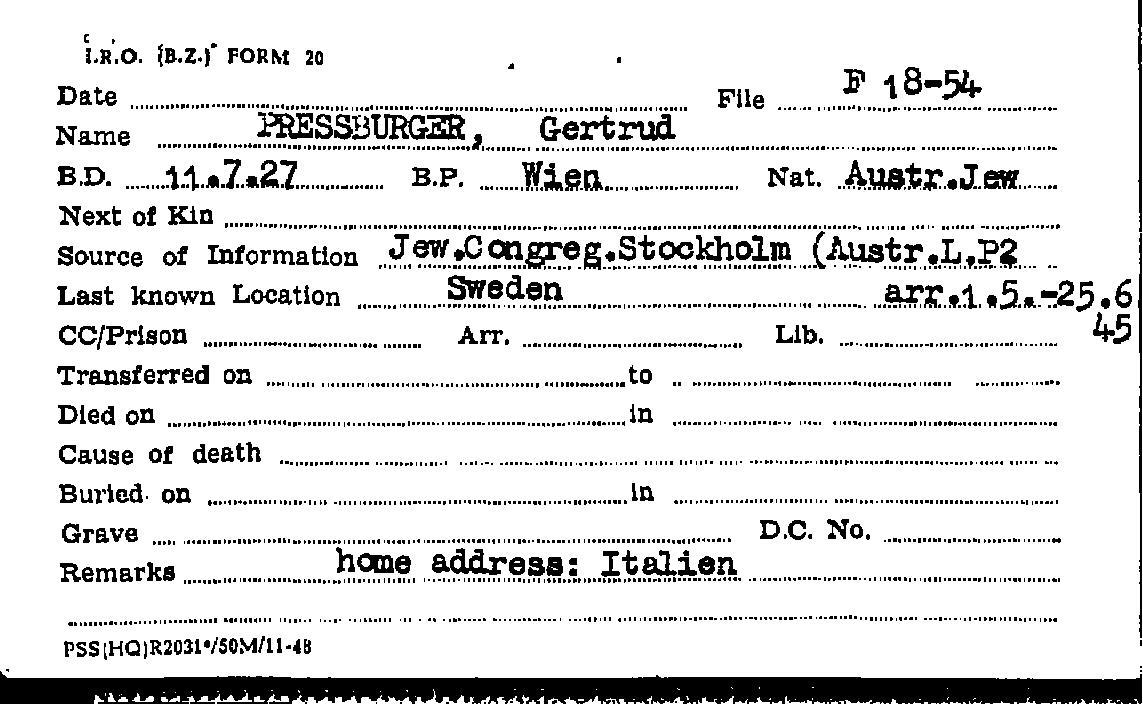 I.R.O. (B.Z.) FORM 20
Date File F 18-54
Name PRESSBURGER, Gertrud
B.D. 11.7.27 B.P. Wien Nat. Austr.Jew
Next of Kin
Source of Information Jew.Congreg.Stockholm (Austr.L.P2
Last known Location Sweden arr.1.5.-25.6
45
CC/Prison Arr. Lib.
Transferred on to
Died on in
Cause of death
Buried on in
Grave D.C. No.
Remarks home address: Italien
PSS(HQ)R2031*/50M/11-48